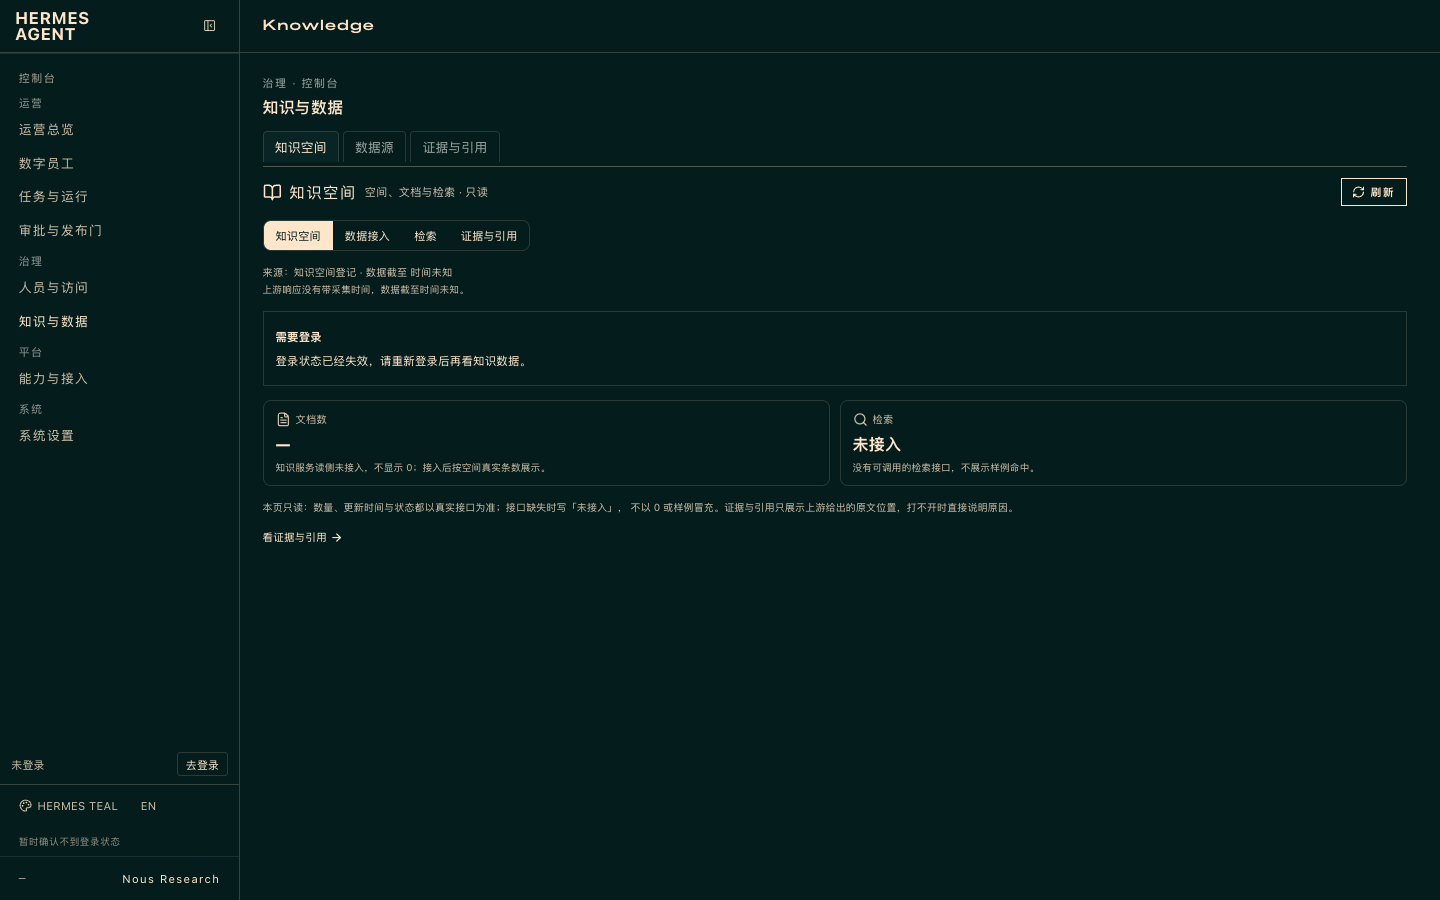 HERMES
AGENT
Knowledge
控制台
运营
运营总览
数字员工
任务与运行
审批与发布门
治理
人员与访问
知识与数据
平台
能力与接入
系统
系统设置
未登录
去登录
HERMES TEAL
EN
暂时确认不到登录状态
—
Nous Research
治理 · 控制台
知识与数据
知识空间
数据源
证据与引用
知识空间
空间、文档与检索 · 只读
刷新
知识空间
数据接入
检索
证据与引用
来源：知识空间登记 · 数据截至 时间未知
上游响应没有带采集时间，数据截至时间未知。
需要登录
登录状态已经失效，请重新登录后再看知识数据。
文档数
—
知识服务读侧未接入，不显示 0；接入后按空间真实条数展示。
检索
未接入
没有可调用的检索接口，不展示样例命中。
本页只读：数量、更新时间与状态都以真实接口为准；接口缺失时写「未接入」， 不以 0 或样例冒充。证据与引用只展示上游给出的原文位置，打不开时直接说明原因。
看证据与引用 →